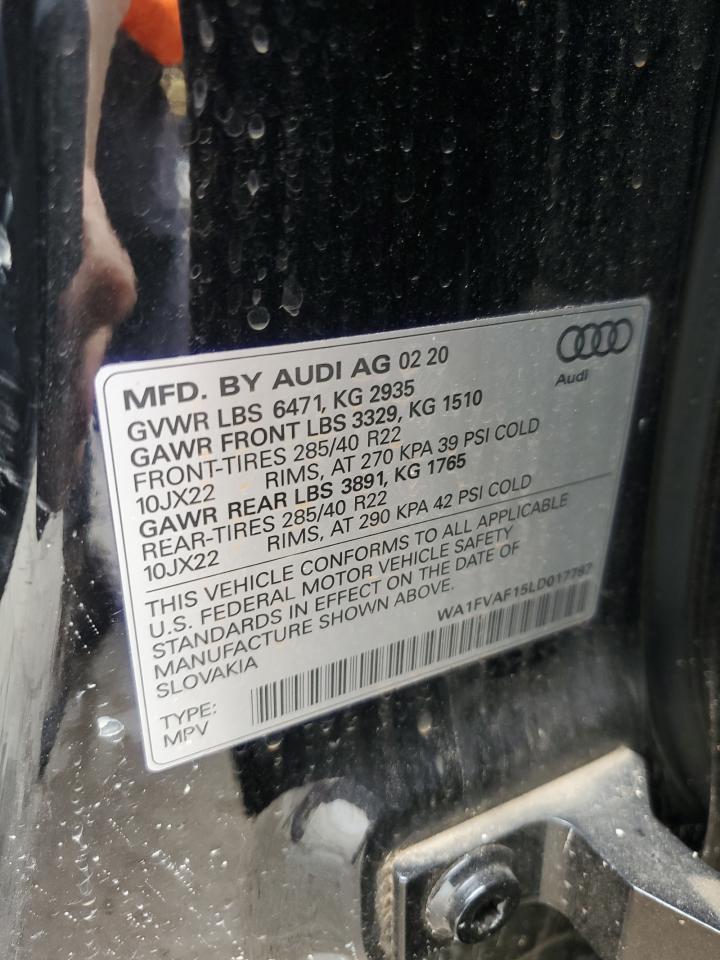 MFD. BY AUDI AG 02 20
GVWR LBS 6471, KG 2935
GAWR FRONT LBS 3329, KG 1510
FRONT-TIRES 285/40 R22
10JX22 RIMS, AT 270 KPA 39 PSI COLD
GAWR REAR LBS 3891, KG 1765
REAR-TIRES 285/40 R22
10JX22 RIMS, AT 290 KPA 42 PSI COLD
Audi
THIS VEHICLE CONFORMS TO ALL APPLICABLE
U.S. FEDERAL MOTOR VEHICLE SAFETY
STANDARDS IN EFFECT ON THE DATE OF
MANUFACTURE SHOWN ABOVE.
SLOVAKIA
WA1FVAF15LD017787
TYPE:
MPV